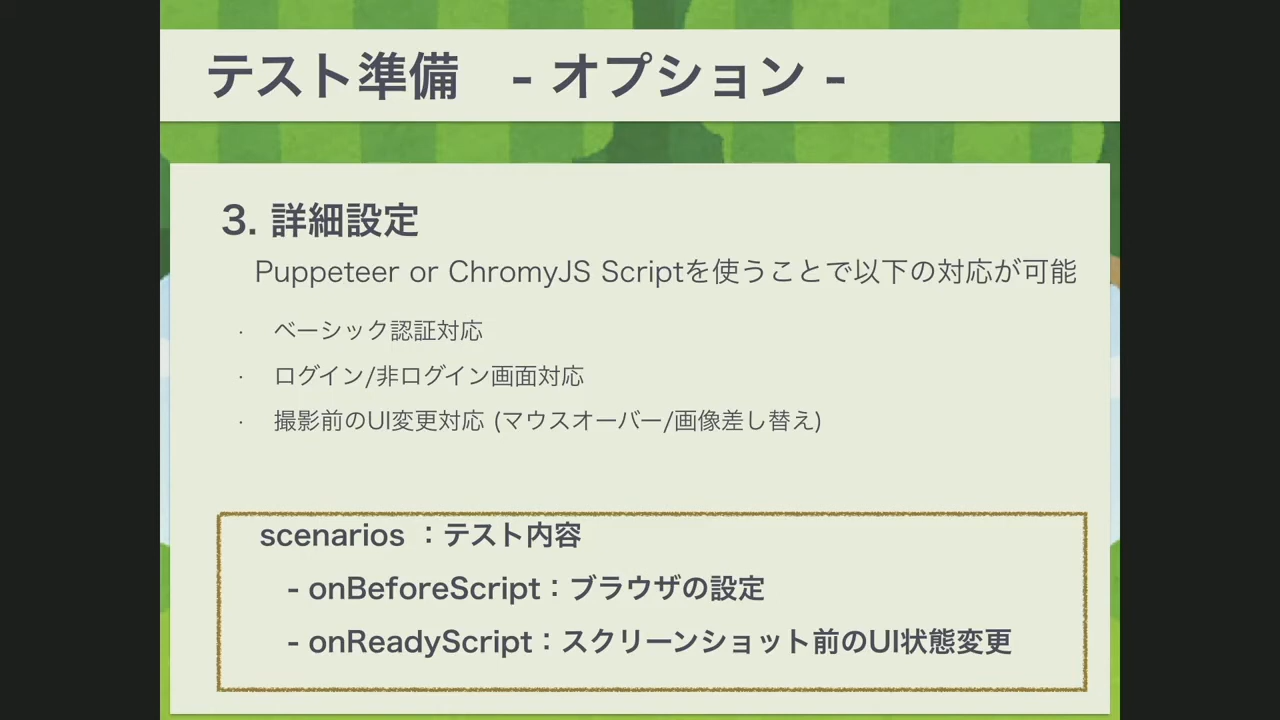 テスト準備　- オプション -
3. 詳細設定
Puppeteer or ChromyJS Scriptを使うことで以下の対応が可能
· ベーシック認証対応
· ログイン/非ログイン画面対応
· 撮影前のUI変更対応 (マウスオーバー/画像差し替え)
scenarios ：テスト内容
- onBeforeScript：ブラウザの設定
- onReadyScript：スクリーンショット前のUI状態変更